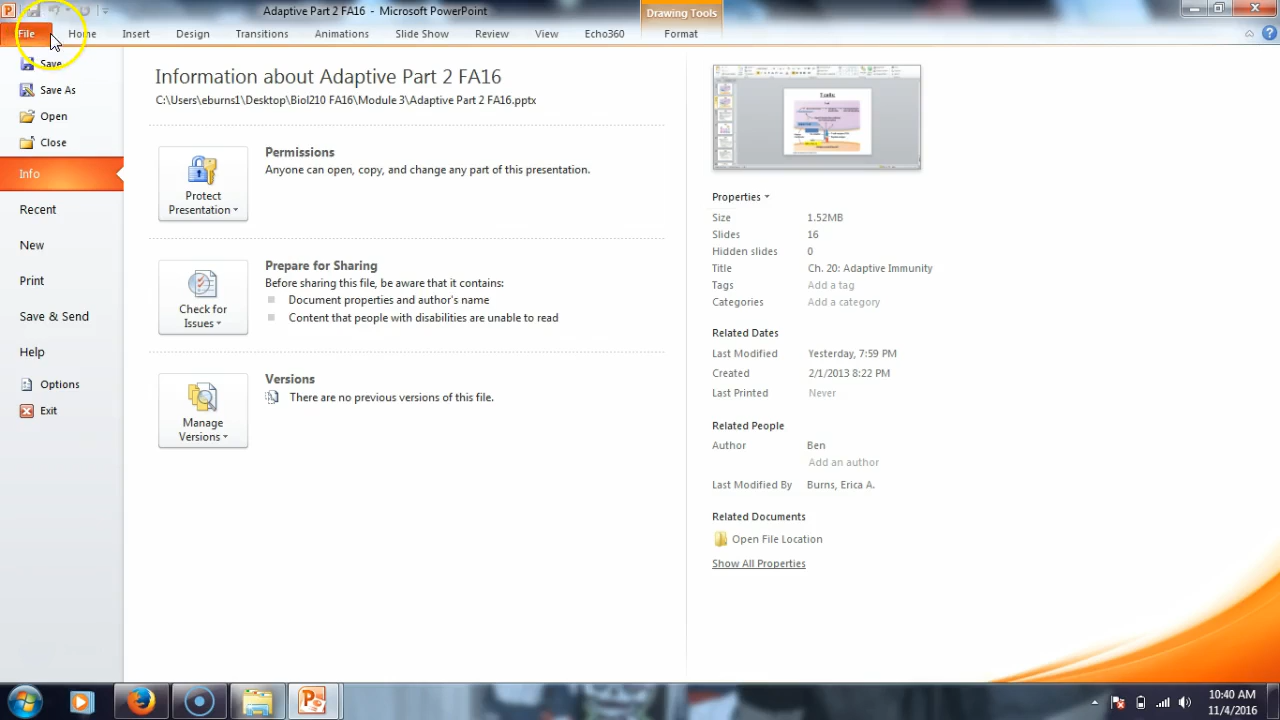 Adaptive Part 2 FA16 - Microsoft PowerPoint
Drawing Tools
File
Home
Insert
Design
Transitions
Animations
Slide Show
Review
View
Echo360
Format
Save
Save As
Open
Close
Info
Recent
New
Print
Save & Send
Help
Options
Exit
Information about Adaptive Part 2 FA16
C:\Users\eburns1\Desktop\Biol210 FA16\Module 3\Adaptive Part 2 FA16.pptx
Protect
Presentation
Permissions
Anyone can open, copy, and change any part of this presentation.
Check for
Issues
Prepare for Sharing
Before sharing this file, be aware that it contains:
Document properties and author's name
Content that people with disabilities are unable to read
Manage
Versions
Versions
There are no previous versions of this file.
Properties
Size 1.52MB
Slides 16
Hidden slides 0
Title Ch. 20: Adaptive Immunity
Tags Add a tag
Categories Add a category
Related Dates
Last Modified Yesterday, 7:59 PM
Created 2/1/2013 8:22 PM
Last Printed Never
Related People
Author Ben
Add an author
Last Modified By Burns, Erica A.
Related Documents
Open File Location
Show All Properties
10:40 AM
11/4/2016